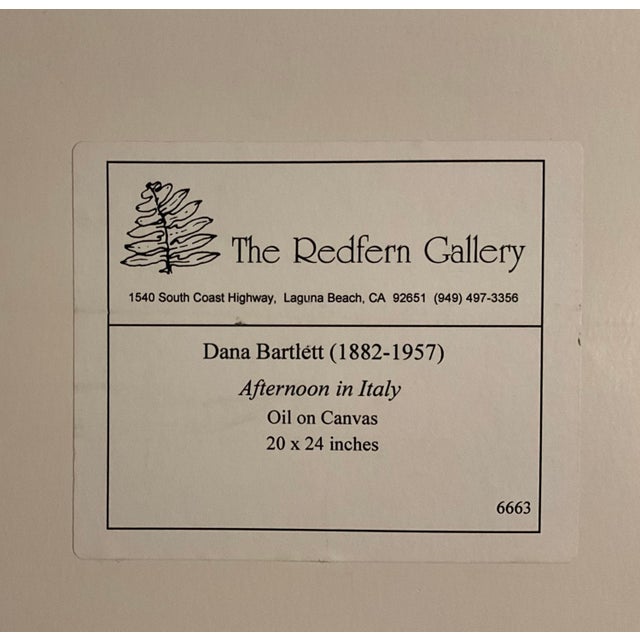 The Redfern Gallery
1540 South Coast Highway, Laguna Beach, CA 92651 (949) 497-3356
Dana Bartlett (1882-1957)
Afternoon in Italy
Oil on Canvas
20 x 24 inches
6663